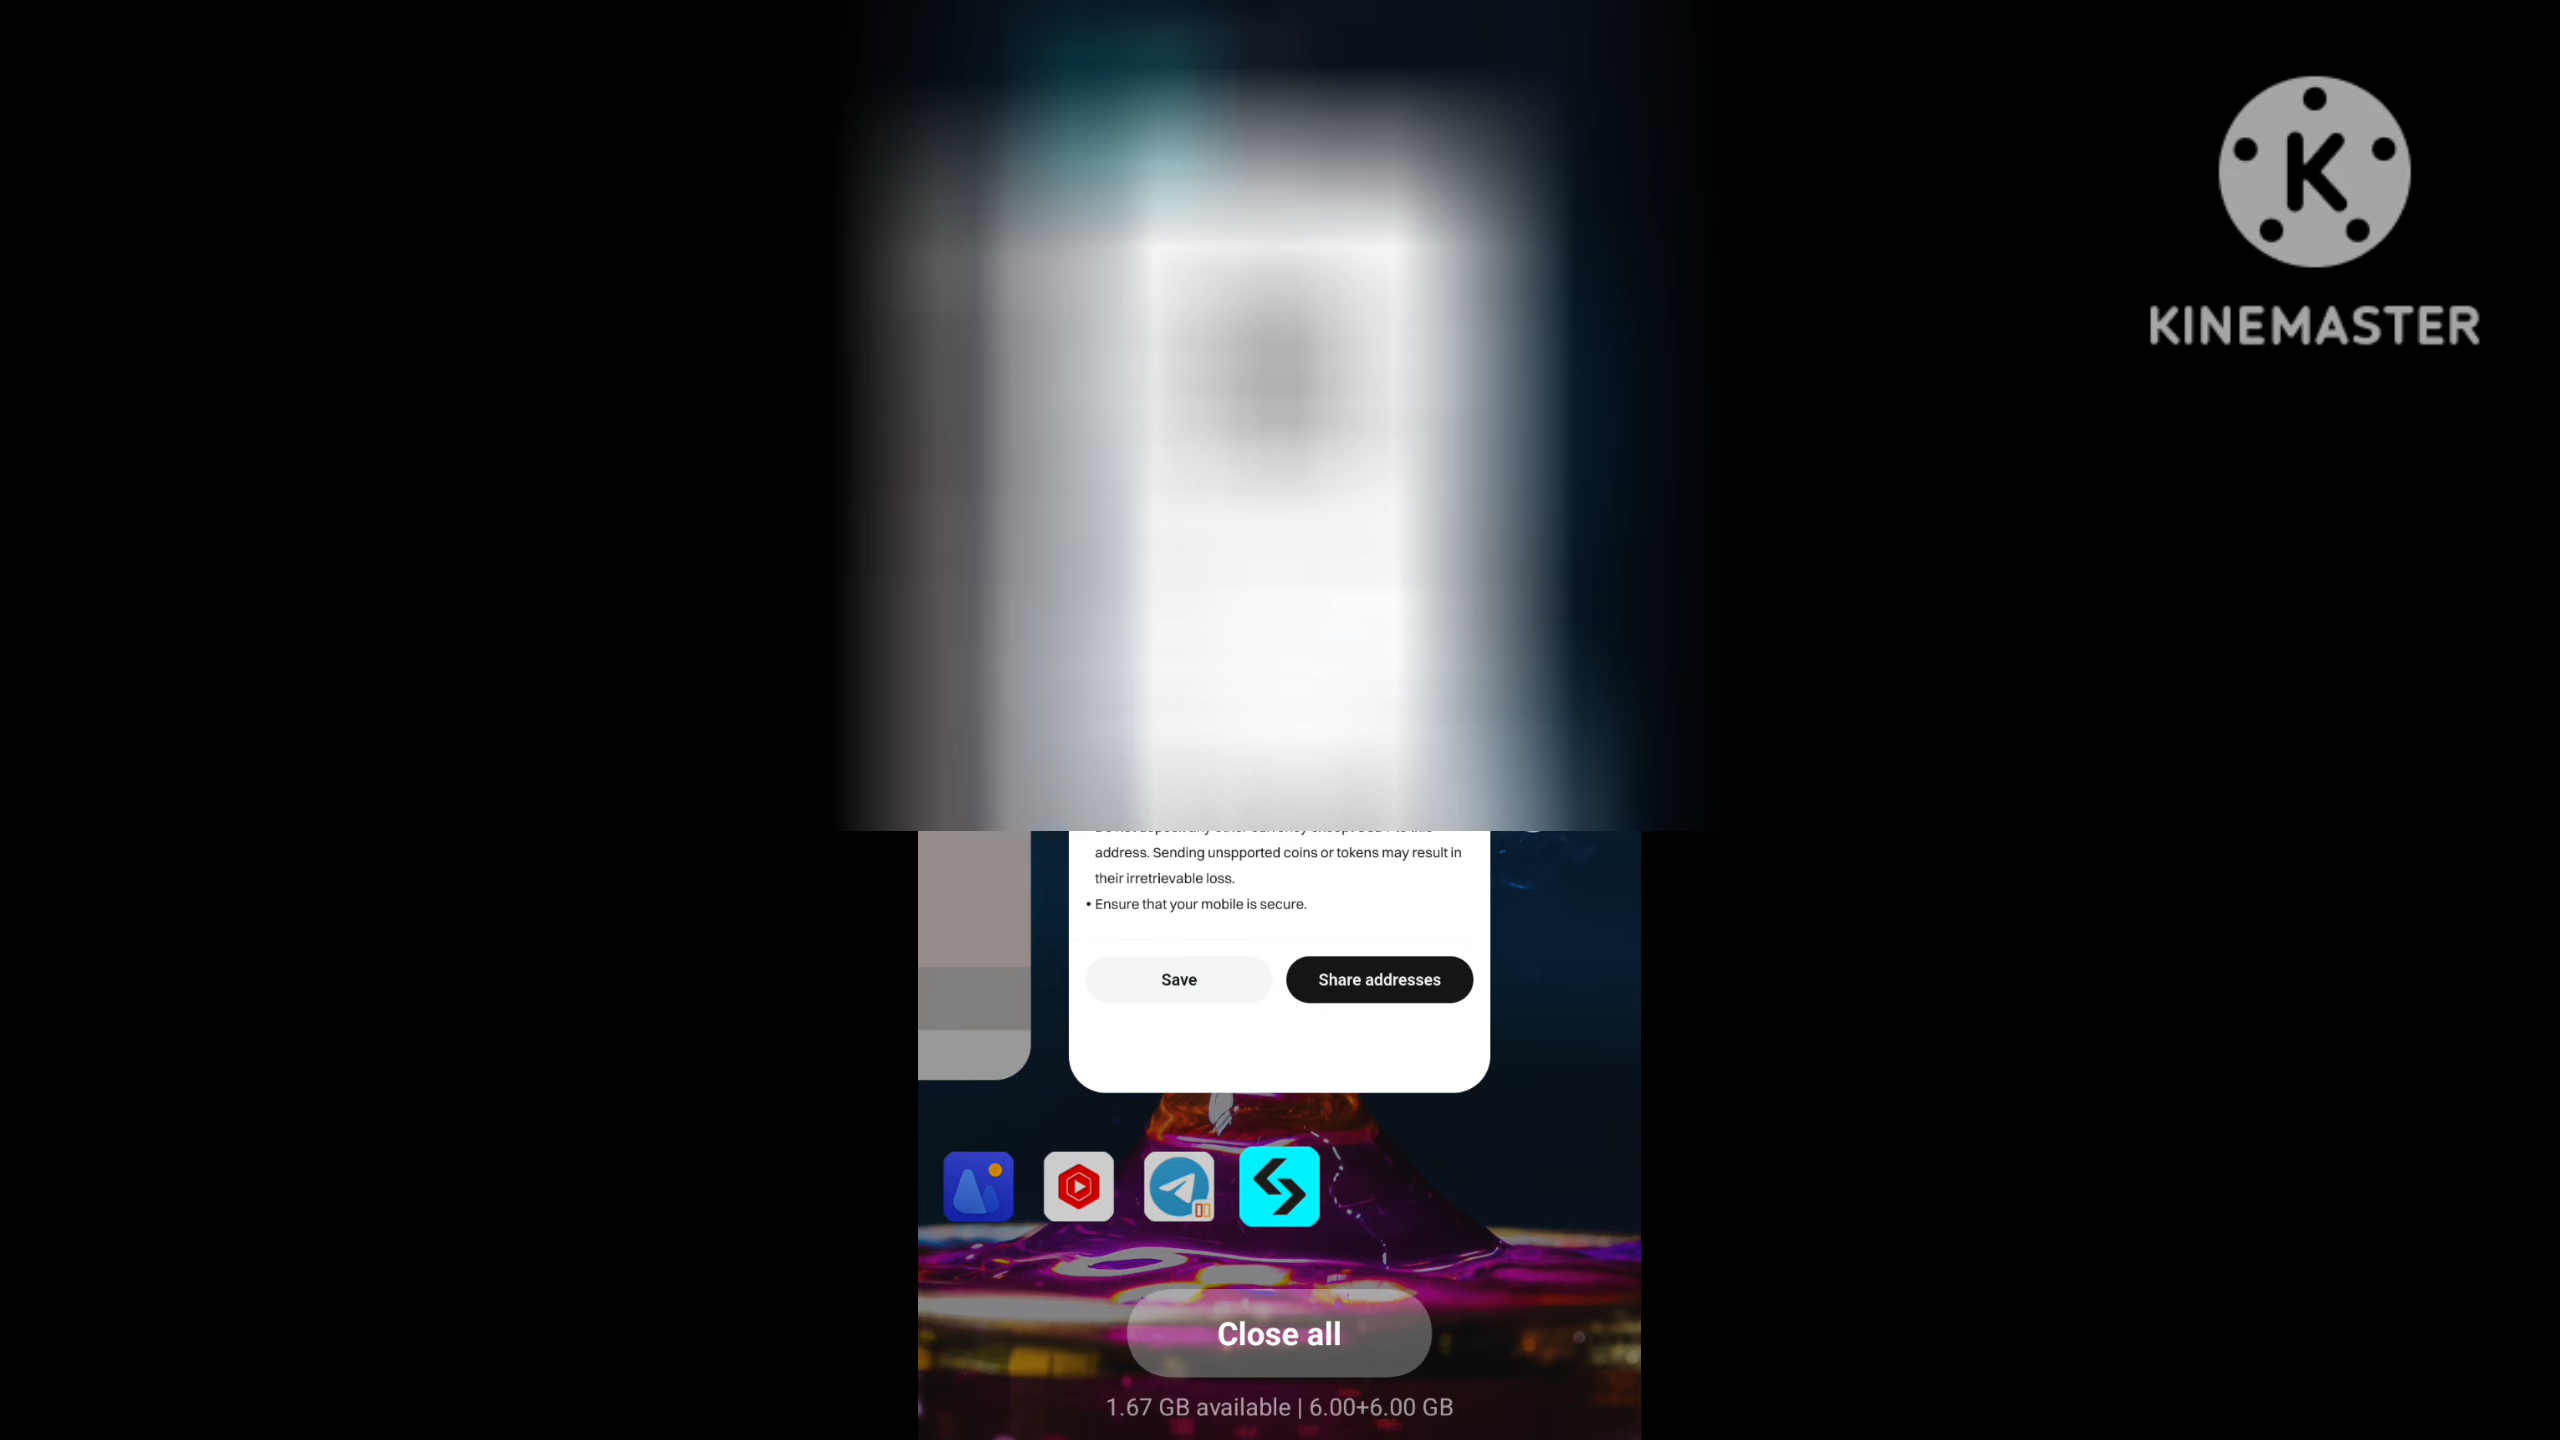 K
KINEMASTER
address. Sending unspported coins or tokens may result in
their irretrievable loss.
• Ensure that your mobile is secure.
Save
Share addresses
Close all
1.67 GB available | 6.00+6.00 GB